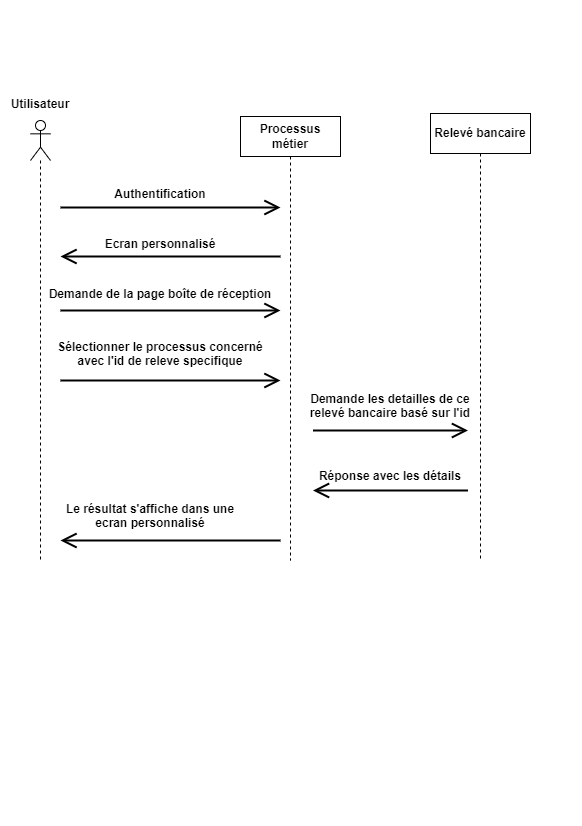 Utilisateur
Processus
métier
Relevé bancaire
Authentification
Ecran personnalisé
Demande de la page boîte de réception
Sélectionner le processus concerné
avec l'id de releve specifique
Demande les detailles de ce
relevé bancaire basé sur l'id
Réponse avec les détails
Le résultat s'affiche dans une
ecran personnalisé